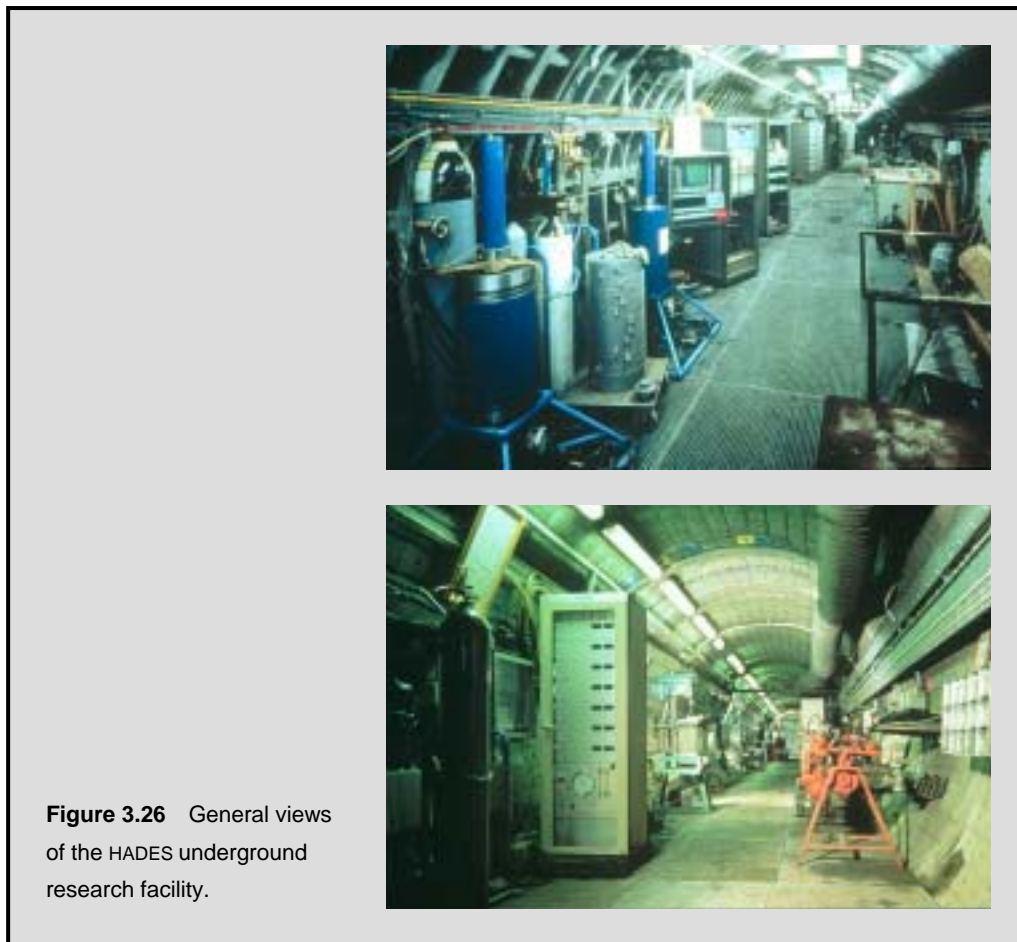 Figure 3.26 General views
of the HADES underground
research facility.